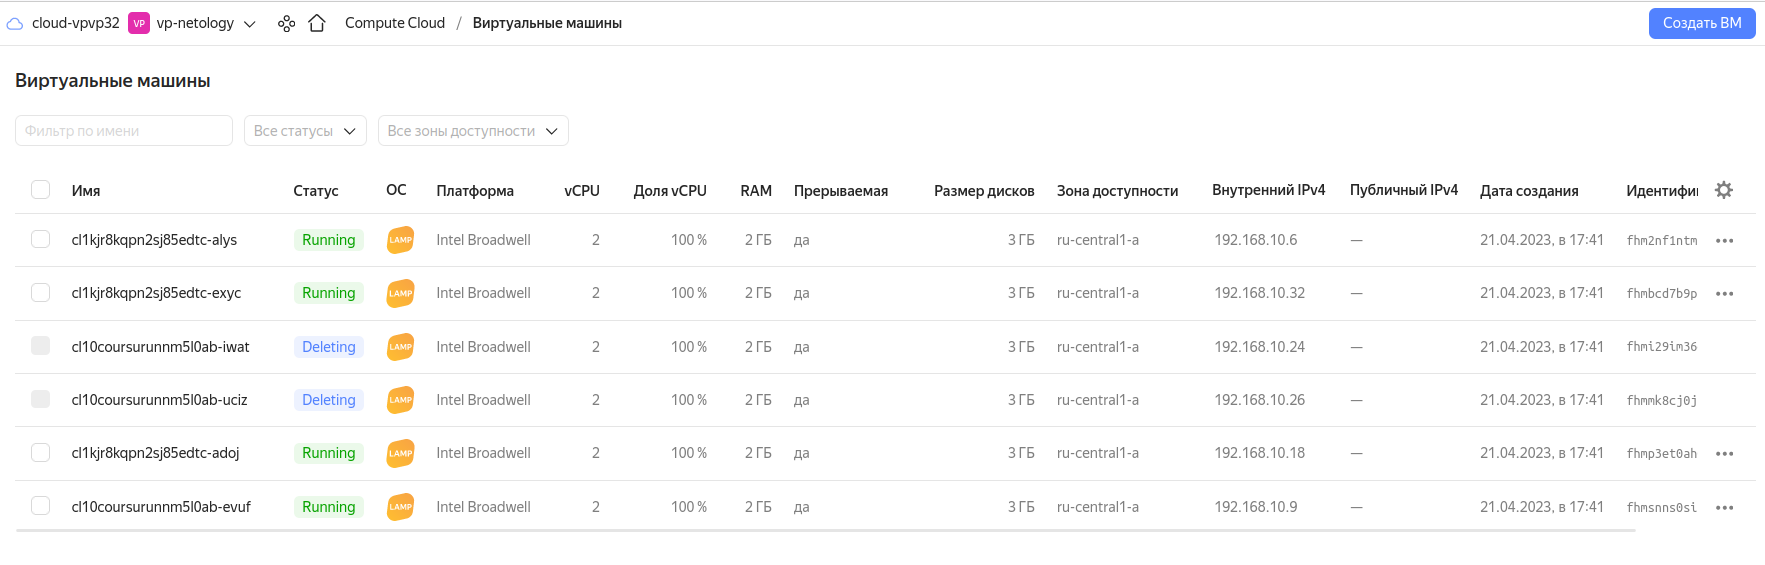 cloud-vpvp32 VP vp-netology Compute Cloud / Виртуальные машины Создать ВМ
Виртуальные машины
Фильтр по имени Все статусы Все зоны доступности
Имя Статус ОС Платформа vCPU Доля vCPU RAM Прерываемая Размер дисков Зона доступности Внутренний IPv4 Публичный IPv4 Дата создания Идентифи
cl1kjr8kqpn2sj85edtc-alys Running LAMP Intel Broadwell 2 100 % 2 ГБ да 3 ГБ ru-central1-a 192.168.10.6 — 21.04.2023, в 17:41 fhm2nf1ntm
cl1kjr8kqpn2sj85edtc-exyc Running LAMP Intel Broadwell 2 100 % 2 ГБ да 3 ГБ ru-central1-a 192.168.10.32 — 21.04.2023, в 17:41 fhmbcd7b9p
cl10coursurunnm5l0ab-iwat Deleting LAMP Intel Broadwell 2 100 % 2 ГБ да 3 ГБ ru-central1-a 192.168.10.24 — 21.04.2023, в 17:41 fhmi29im36
cl10coursurunnm5l0ab-uciz Deleting LAMP Intel Broadwell 2 100 % 2 ГБ да 3 ГБ ru-central1-a 192.168.10.26 — 21.04.2023, в 17:41 fhmmk8cj0j
cl1kjr8kqpn2sj85edtc-adoj Running LAMP Intel Broadwell 2 100 % 2 ГБ да 3 ГБ ru-central1-a 192.168.10.18 — 21.04.2023, в 17:41 fhmp3et0ah
cl10coursurunnm5l0ab-evuf Running LAMP Intel Broadwell 2 100 % 2 ГБ да 3 ГБ ru-central1-a 192.168.10.9 — 21.04.2023, в 17:41 fhmsnns0si